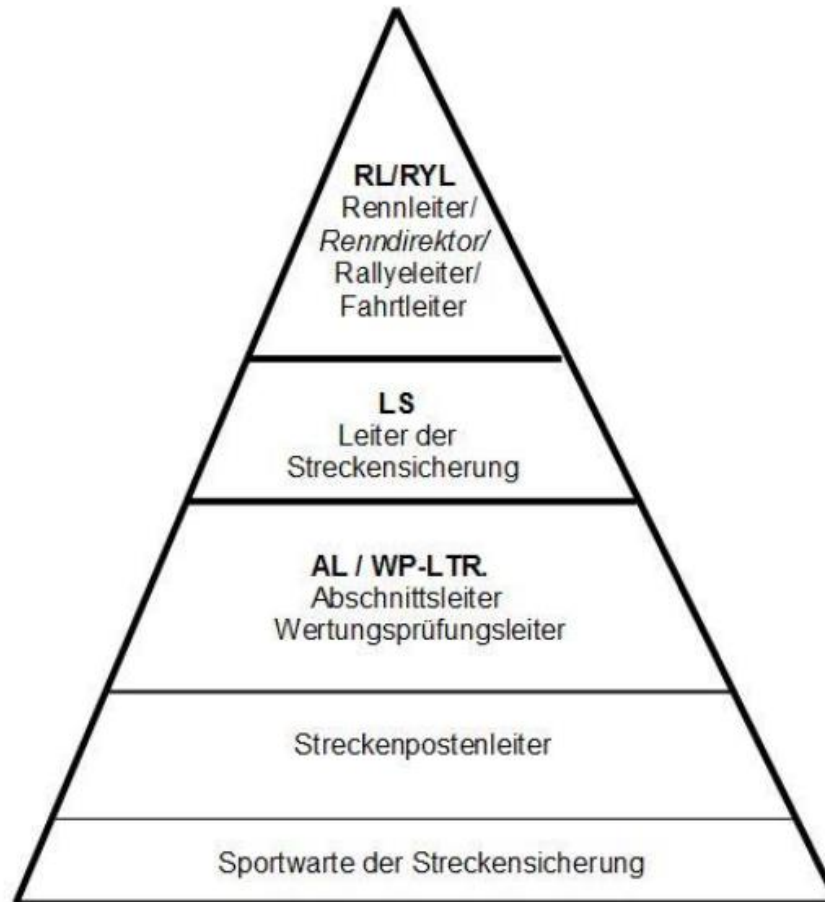 RL/RYL
Rennleiter/
Renndirektor/
Rallyeleiter/
Fahrtleiter
LS
Leiter der
Streckensicherung
AL / WP-LTR.
Abschnittsleiter
Wertungsprüfungsleiter
Streckenpostenleiter
Sportwarte der Streckensicherung